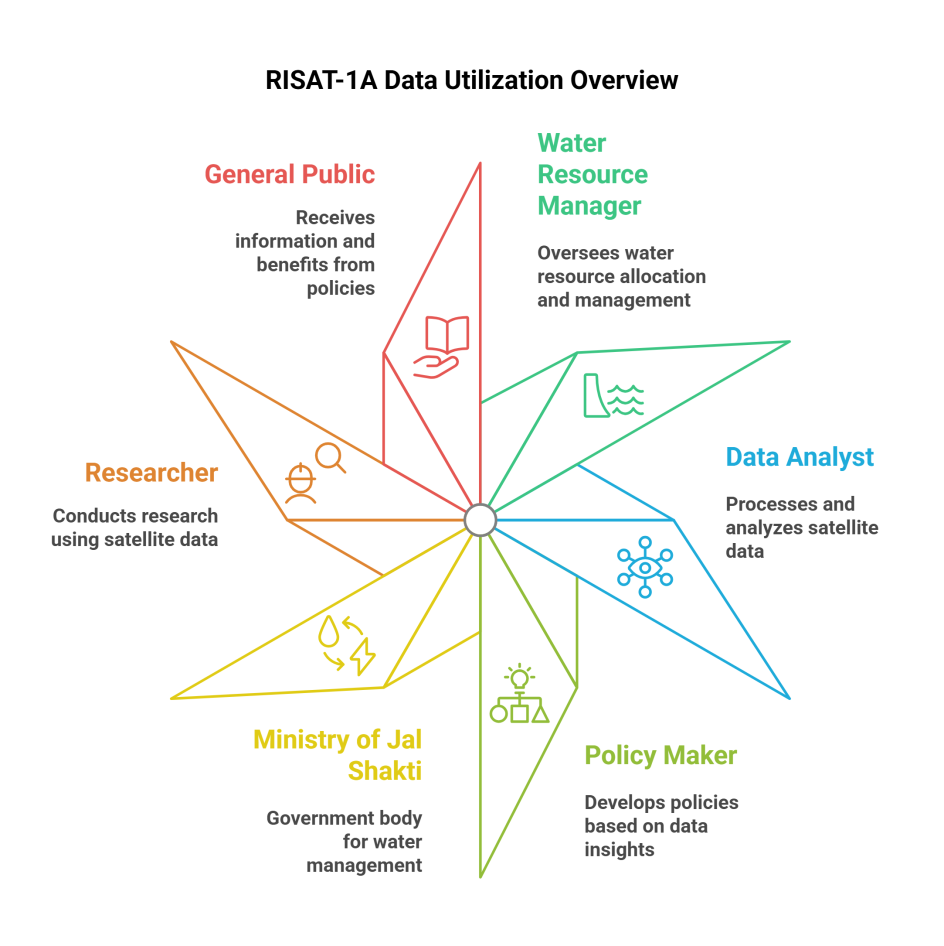 RISAT-1A Data Utilization Overview
General Public
Receives
information and
benefits from
policies
Water
Resource
Manager
Oversees water
resource allocation
and management
Data Analyst
Processes and
analyzes satellite
data
Researcher
Conducts research
using satellite data
Ministry of Jal
Shakti
Government body
for water
management
Policy Maker
Develops policies
based on data
insights